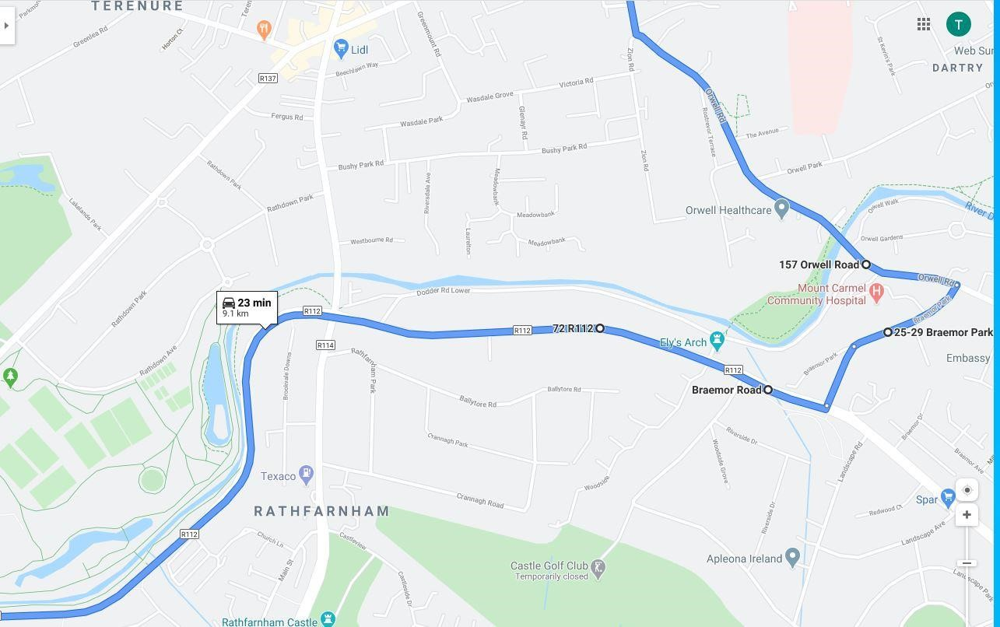 TERENURE
Parkmo
Greenlea Rd
Horton Ct
Teren
Lidl
Beechlawn Way
Greenmount Rd
R137
Fergus Rd
Wasdale Grove
Victoria Rd
Wasdale Park
Glenayr Rd
Bushy Park Rd
Bushy Park Rd
Zion Rd
Zion Rd
Orwell Rd
Rostrevor Terrace
The Avenue
Orwell Park
St Kevin's Park
T
Web Sur
DARTRY
Or
Rathdown Park
Rathdown Park
Lakelands Park
Riversdale Ave
Meadowbank
Meadowbank
Meadowbank
Laurelton
Westbourne Rd
Orwell Healthcare
Orwell Walk
River D
Orwell Gardens
157 Orwell Road
Orwell Rd
Mount Carmel
Community Hospital
Braemor Park
25-29 Braemor Park
Braemor Park
Embassy
Rathdown Park
Rathdown Ave
23 min
9.1 km
R112
Dodder Rd Lower
R112
72 R112
Ely's Arch
R112
Braemor Road
R114
Brookvale Downs
Rathfarnham Park
Ballytore Rd
Ballytore Rd
Crannagh Park
Crannagh Road
Woodside
Woodside Grove
Riverside Dr
Riverside Dr
Landscape Rd
Braemor Dr
Braemor Ave
Mil
Texaco
RATHFARNHAM
R112
Church Ln
Main St
Castleview
Castleside Dr
Castle Golf Club
Temporarily closed
Apleona Ireland
Spar
Redwood Ct
Landscape Ave
Landscape Park
Rathfarnham Castle